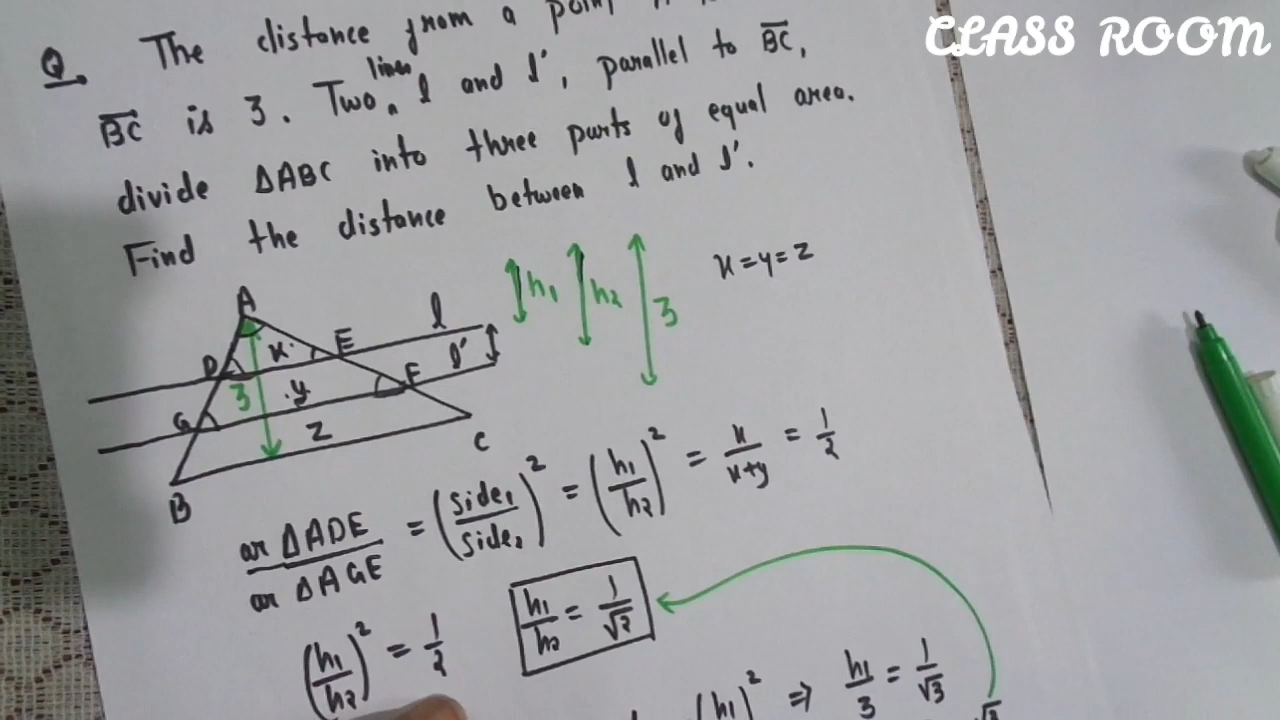 CLASS ROOM
Q. The distance from a point
BC is 3. Two lines l and l', parallel to BC,
divide ΔABC into three parts of equal area.
Find the distance between l and l'.
h₁ h₂ 3 x=y=z
A
D x E l
3 y F l'
G z
B C
ar ΔADE / ar ΔAGE = (side₁/side₂)² = (h₁/h₂)² = x/(x+y) = 1/2
(h₁/h₂)² = 1/2 h₁/h₂ = 1/√2
(h₁ )² ⇒ h₁/3 = 1/√3